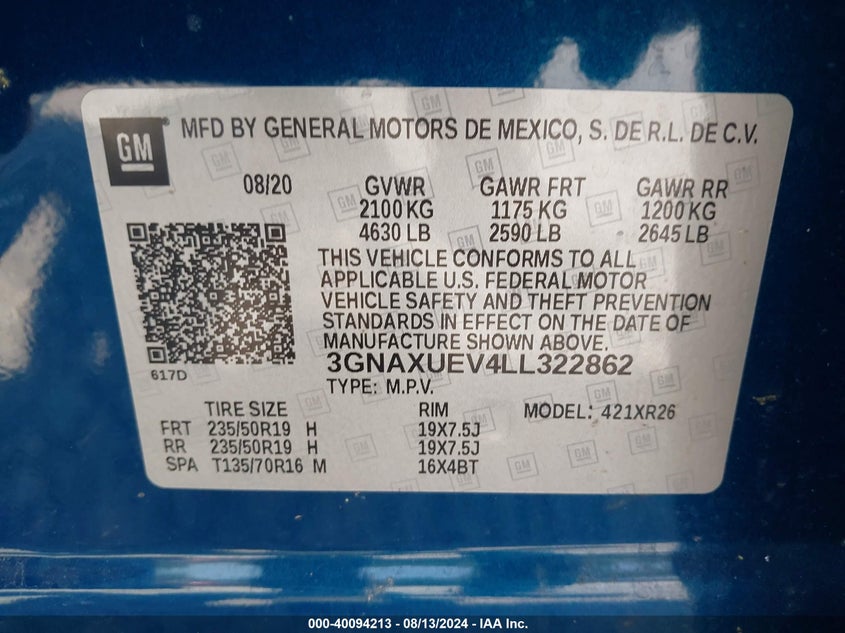 GM® MFD BY GENERAL MOTORS DE MEXICO, S. DE R.L. DE C.V.
08/20 GVWR GAWR FRT GAWR RR
2100 KG 1175 KG 1200 KG
4630 LB 2590 LB 2645 LB
THIS VEHICLE CONFORMS TO ALL
APPLICABLE U.S. FEDERAL MOTOR
VEHICLE SAFETY AND THEFT PREVENTION
STANDARDS IN EFFECT ON THE DATE OF
MANUFACTURE SHOWN ABOVE.
617D
3GNAXUEV4LL322862
TYPE: M.P.V.
TIRE SIZE RIM MODEL: 421XR26
FRT 235/50R19 H 19X7.5J
RR 235/50R19 H 19X7.5J
SPA T135/70R16 M 16X4BT
000-40094213 - 08/13/2024 - IAA Inc.